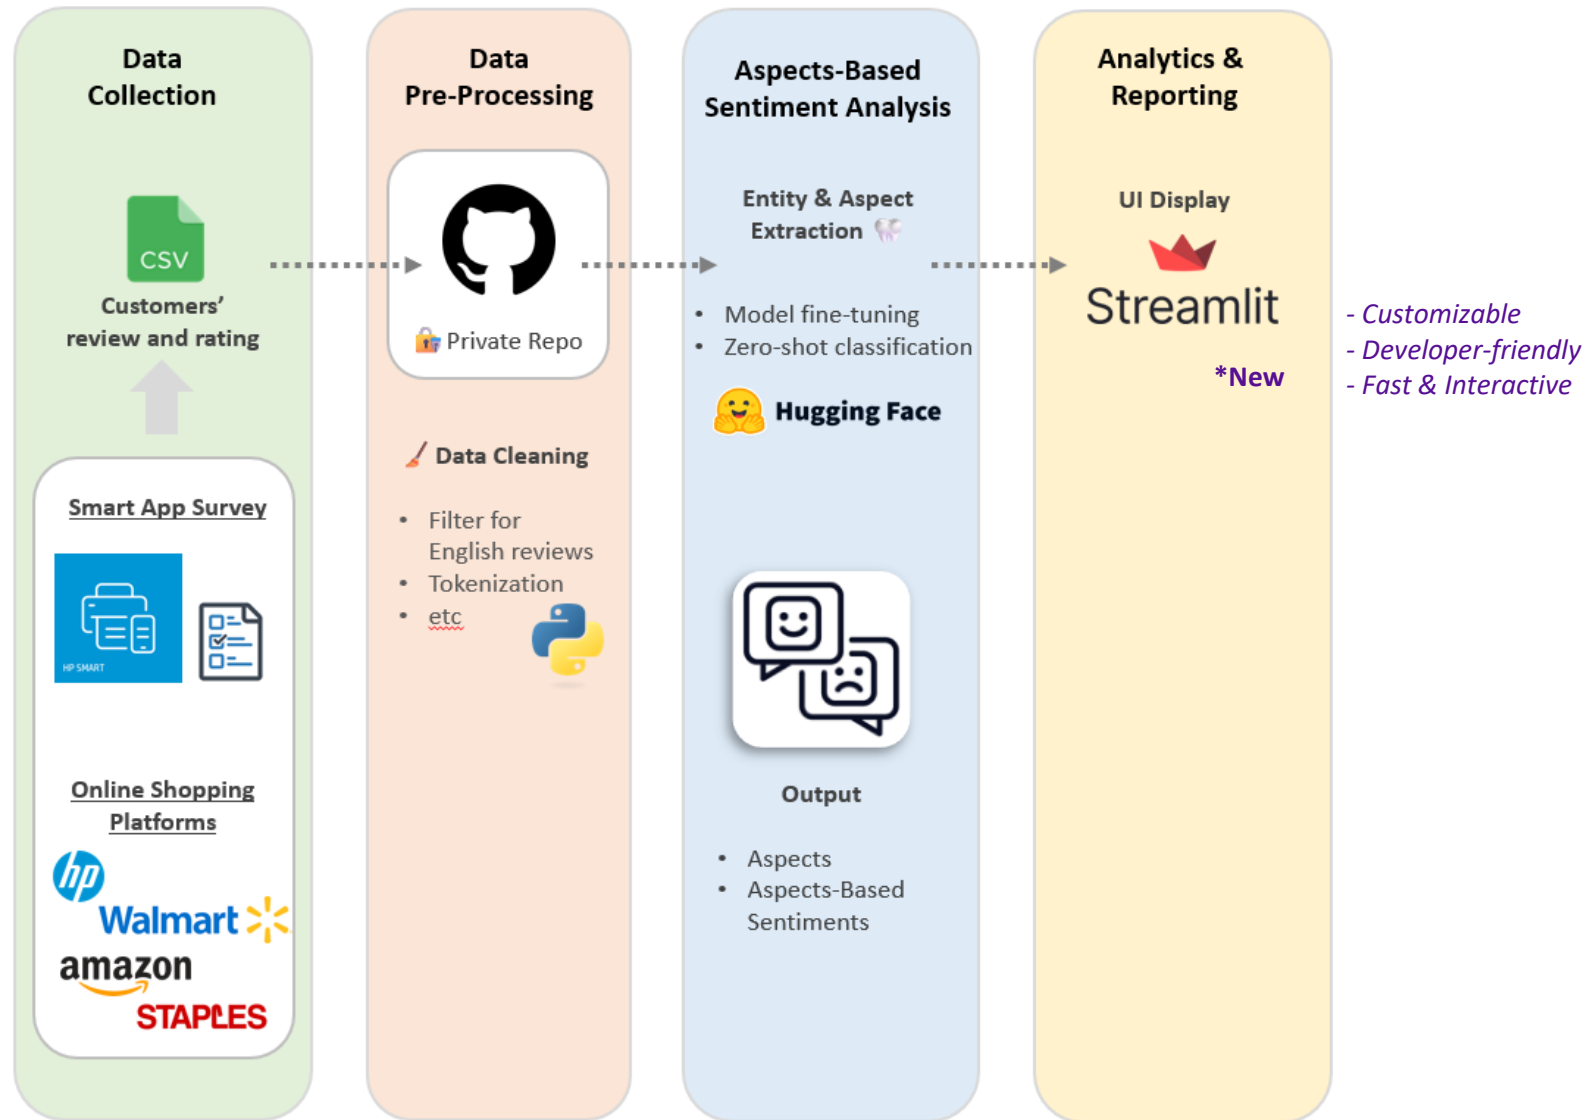 Data
Collection
CSV
Customers’
review and rating
Smart App Survey
HP SMART
Online Shopping
Platforms
hp
Walmart
amazon
STAPLES
Data
Pre-Processing
Private Repo
Data Cleaning
• Filter for
English reviews
• Tokenization
• etc
Aspects-Based
Sentiment Analysis
Entity & Aspect
Extraction
• Model fine-tuning
• Zero-shot classification
Hugging Face
Output
• Aspects
• Aspects-Based
Sentiments
Analytics &
Reporting
UI Display
Streamlit
*New
- Customizable
- Developer-friendly
- Fast & Interactive